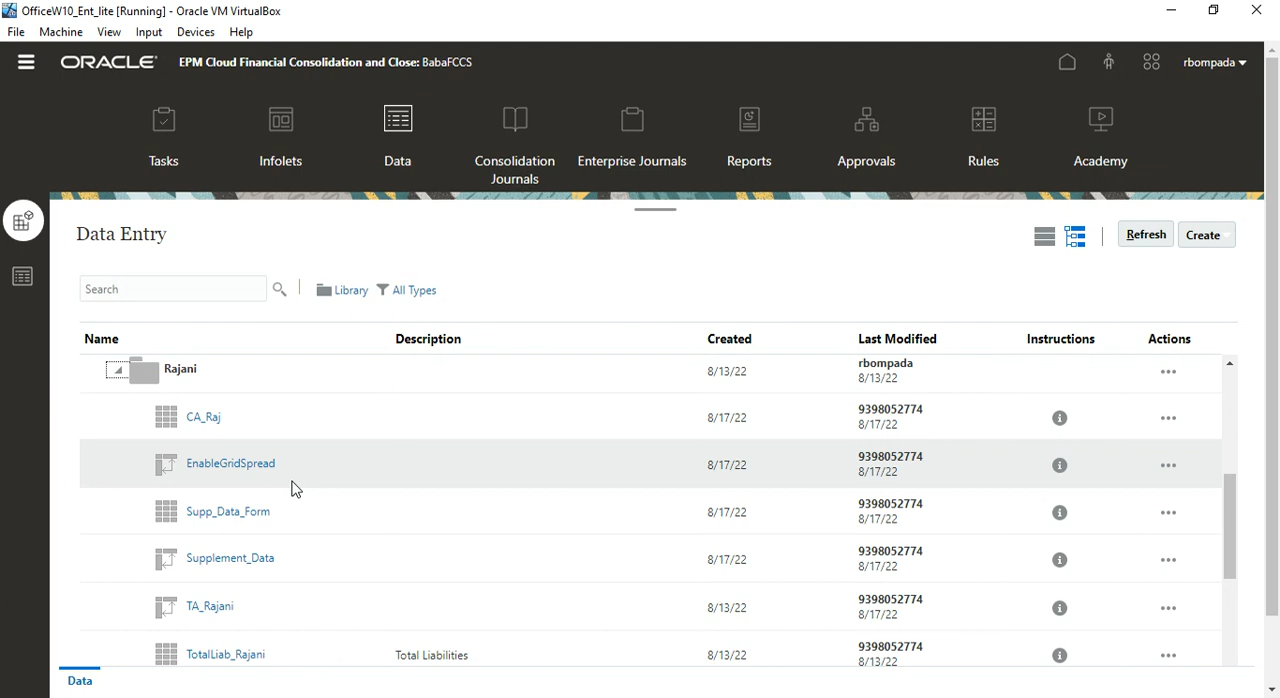 OfficeW10_Ent_lite [Running] - Oracle VM VirtualBox
File Machine View Input Devices Help
ORACLE EPM Cloud Financial Consolidation and Close: BabaFCCS rbompada
Tasks Infolets Data Consolidation Journals Enterprise Journals Reports Approvals Rules Academy
Data Entry
Refresh Create
Search Library All Types
Name Description Created Last Modified Instructions Actions
Rajani 8/13/22 rbompada 8/13/22
CA_Raj 8/17/22 9398052774 8/17/22
EnableGridSpread 8/17/22 9398052774 8/17/22
Supp_Data_Form 8/17/22 9398052774 8/17/22
Supplement_Data 8/17/22 9398052774 8/17/22
TA_Rajani 8/13/22 9398052774 8/17/22
TotalLiab_Rajani Total Liabilities 8/13/22 9398052774 8/13/22
Data